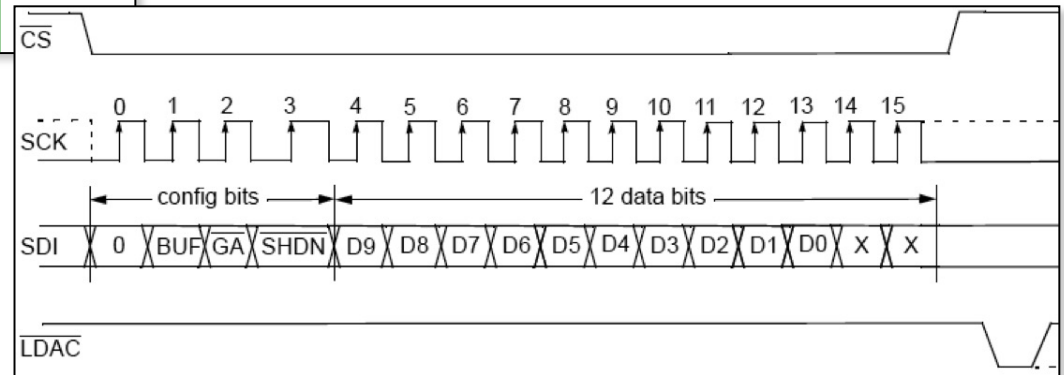 CS
0 1 2 3 4 5 6 7 8 9 10 11 12 13 14 15
SCK
config bits 12 data bits
SDI 0 BUF GA SHDN D9 D8 D7 D6 D5 D4 D3 D2 D1 D0 X X
LDAC